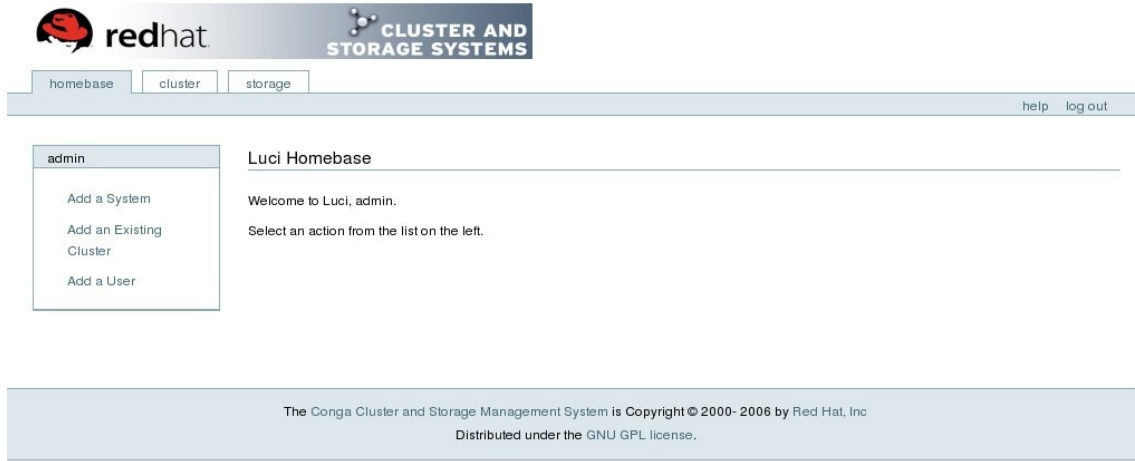 redhat.
CLUSTER AND
STORAGE SYSTEMS
homebase
cluster
storage
help
log out
admin
Add a System
Add an Existing
Cluster
Add a User
Luci Homebase
Welcome to Luci, admin.
Select an action from the list on the left.
The Conga Cluster and Storage Management System is Copyright © 2000- 2006 by Red Hat, Inc
Distributed under the GNU GPL license.